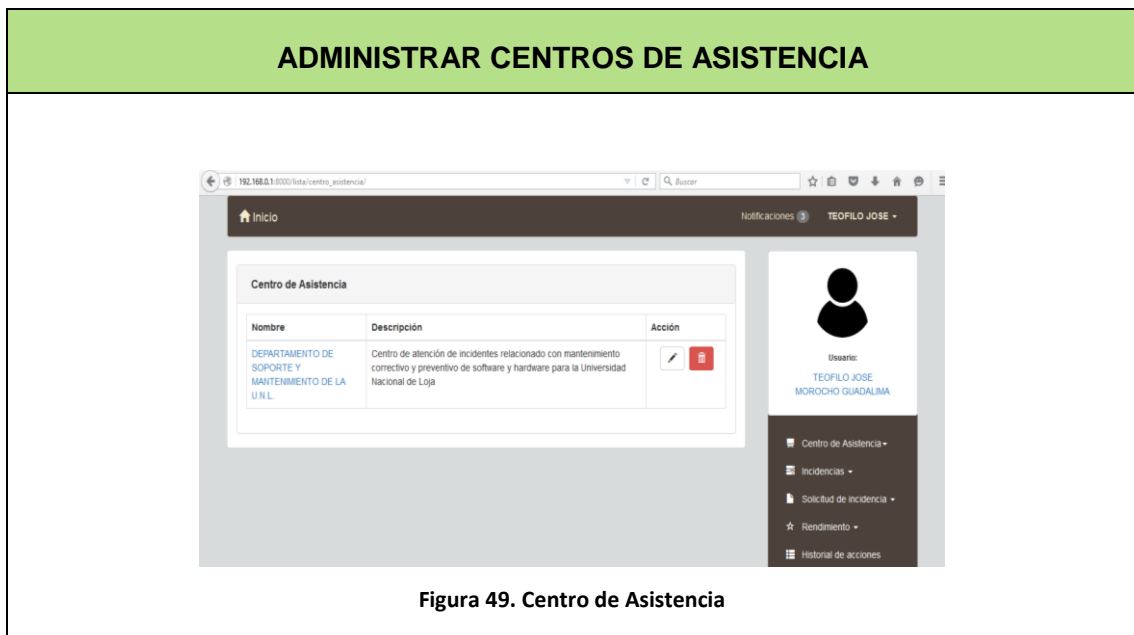 ADMINISTRAR CENTROS DE ASISTENCIA
192.168.0.1:8000/lista/centro_asistencia/
Buscar
Inicio
Notificaciones 3 TEOFILO JOSE
Centro de Asistencia
Nombre Descripción Acción
DEPARTAMENTO DE
SOPORTE Y
MANTENIMIENTO DE LA
U.N.L.
Centro de atención de incidentes relacionado con mantenimiento
correctivo y preventivo de software y hardware para la Universidad
Nacional de Loja
Usuario:
TEOFILO JOSE
MOROCHO GUADALIMA
Centro de Asistencia
Incidencias
Solicitud de incidencia
Rendimiento
Historial de acciones
Figura 49. Centro de Asistencia